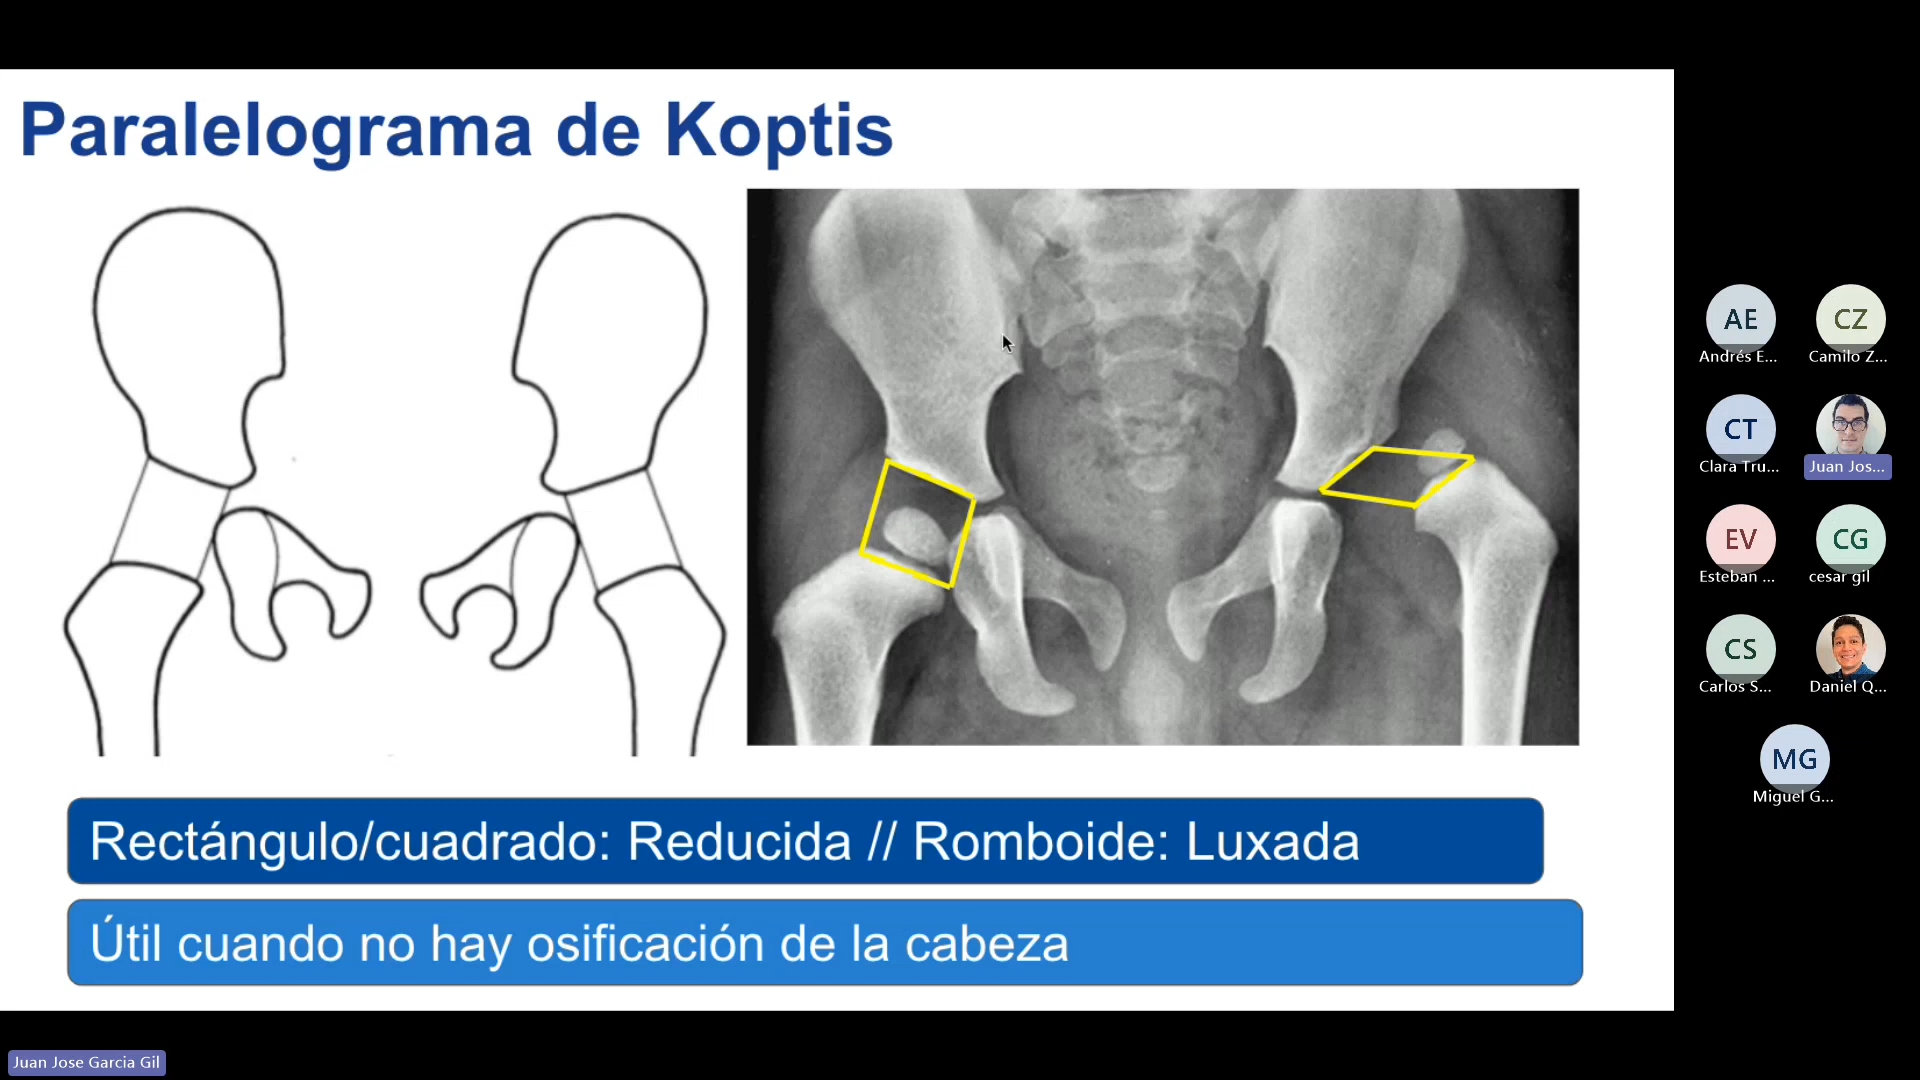 Paralelograma de Koptis
Rectángulo/cuadrado: Reducida // Romboide: Luxada
Útil cuando no hay osificación de la cabeza
AE
Andrés E...
CZ
Camilo Z...
CT
Clara Tru...
Juan Jos...
EV
Esteban ...
CG
cesar gil
CS
Carlos S...
Daniel Q...
MG
Miguel G...
Juan Jose Garcia Gil